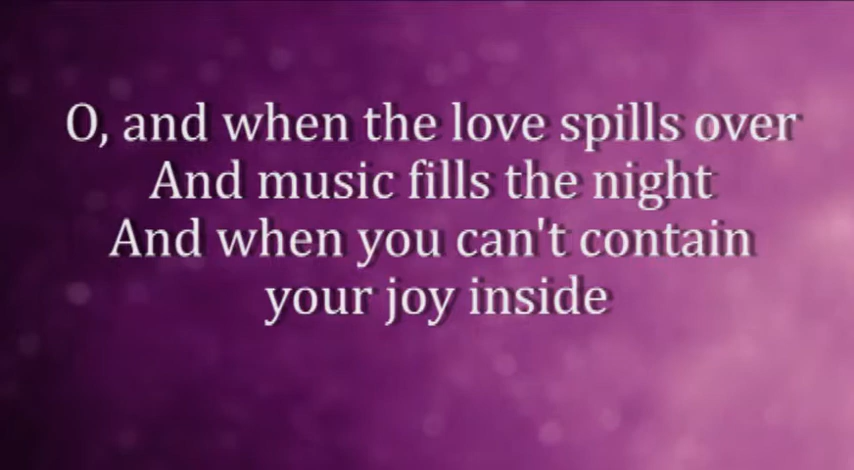 O, and when the love spills over
And music fills the night
And when you can't contain
your joy inside